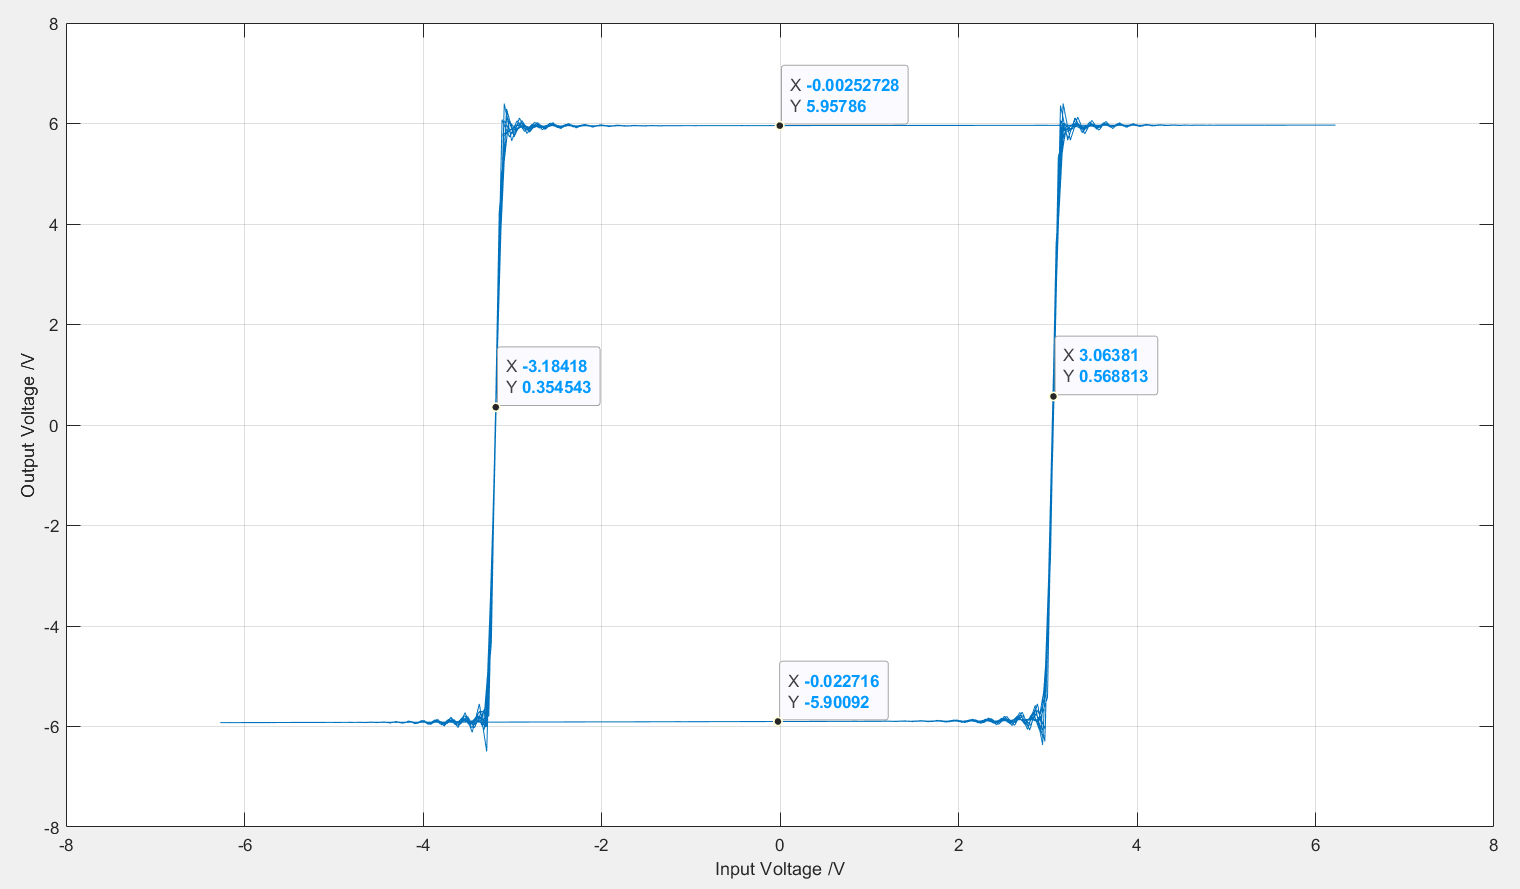 8
6
4
2
0
-2
-4
-6
-8
Output Voltage /V
X -0.00252728
Y 5.95786
X -3.18418
Y 0.354543
X 3.06381
Y 0.568813
X -0.022716
Y -5.90092
-8 -6 -4 -2 0 2 4 6 8
Input Voltage /V